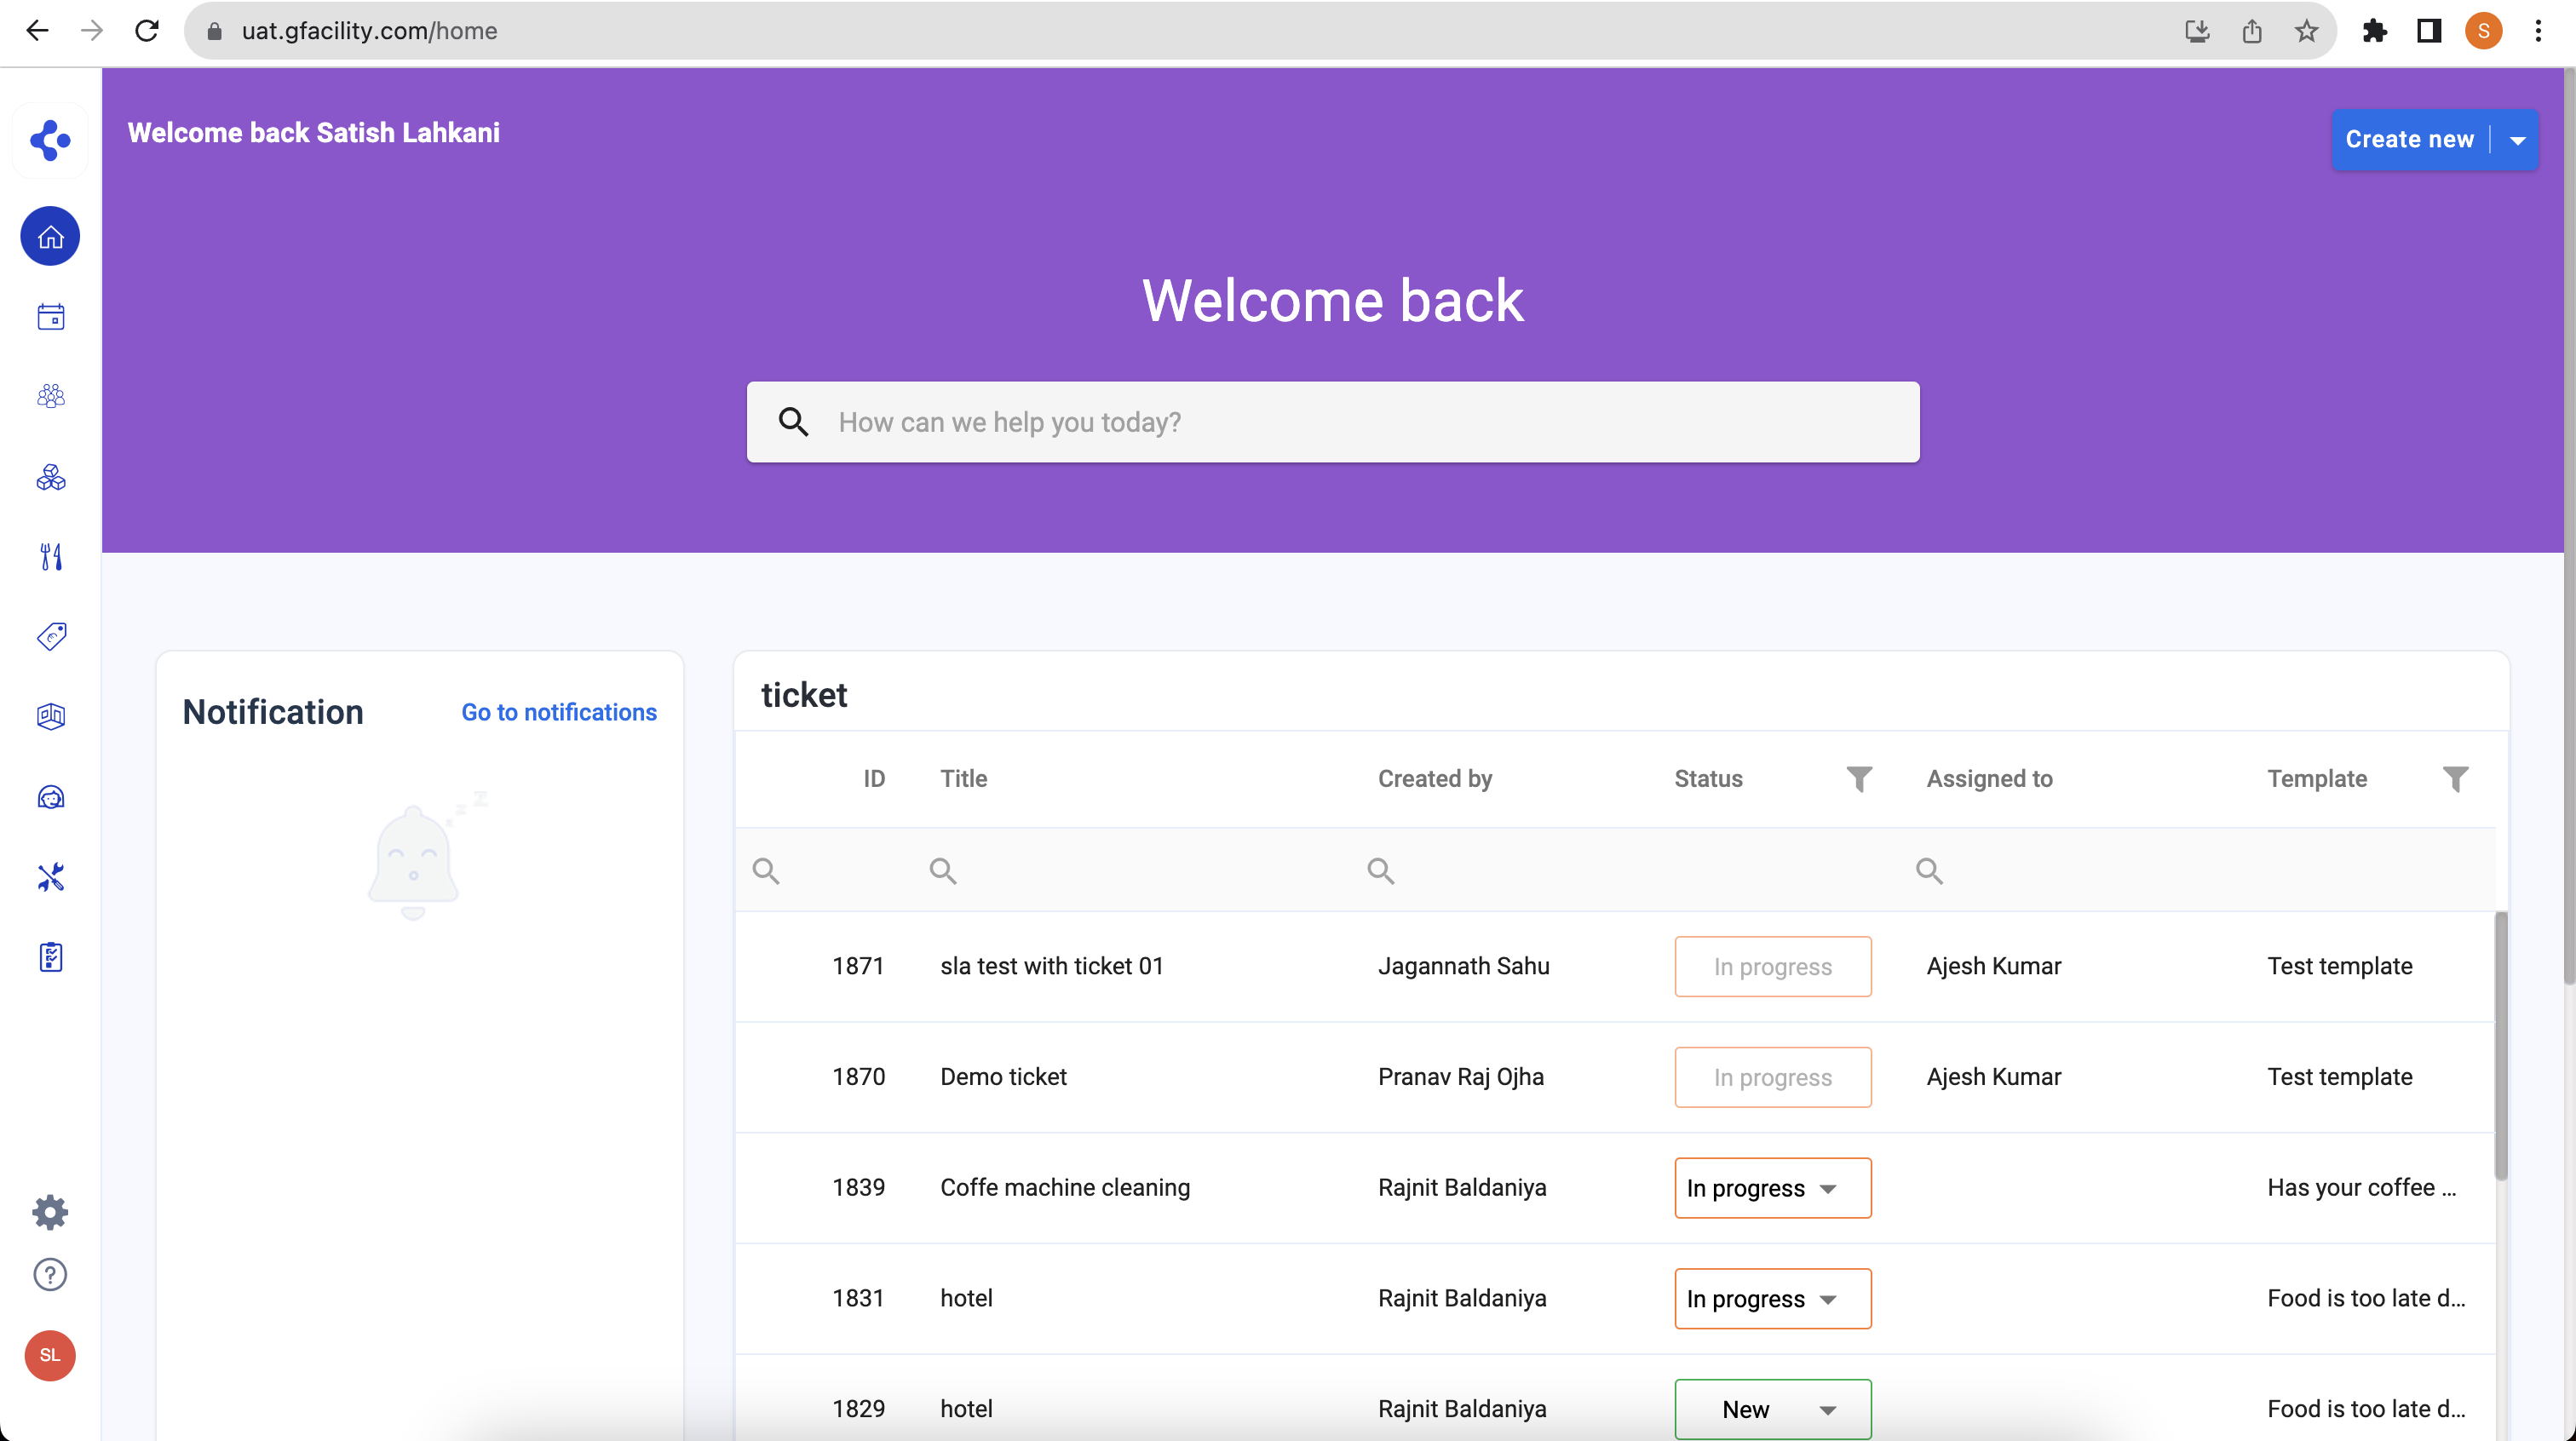 uat.gfacility.com/home
S
Welcome back Satish Lahkani
Create new
Welcome back
How can we help you today?
Notification
Go to notifications
z z z
ticket
ID Title Created by Status Assigned to Template
1871 sla test with ticket 01 Jagannath Sahu In progress Ajesh Kumar Test template
1870 Demo ticket Pranav Raj Ojha In progress Ajesh Kumar Test template
1839 Coffe machine cleaning Rajnit Baldaniya In progress Has your coffee ...
1831 hotel Rajnit Baldaniya In progress Food is too late d...
1829 hotel Rajnit Baldaniya New Food is too late d...
?
SL